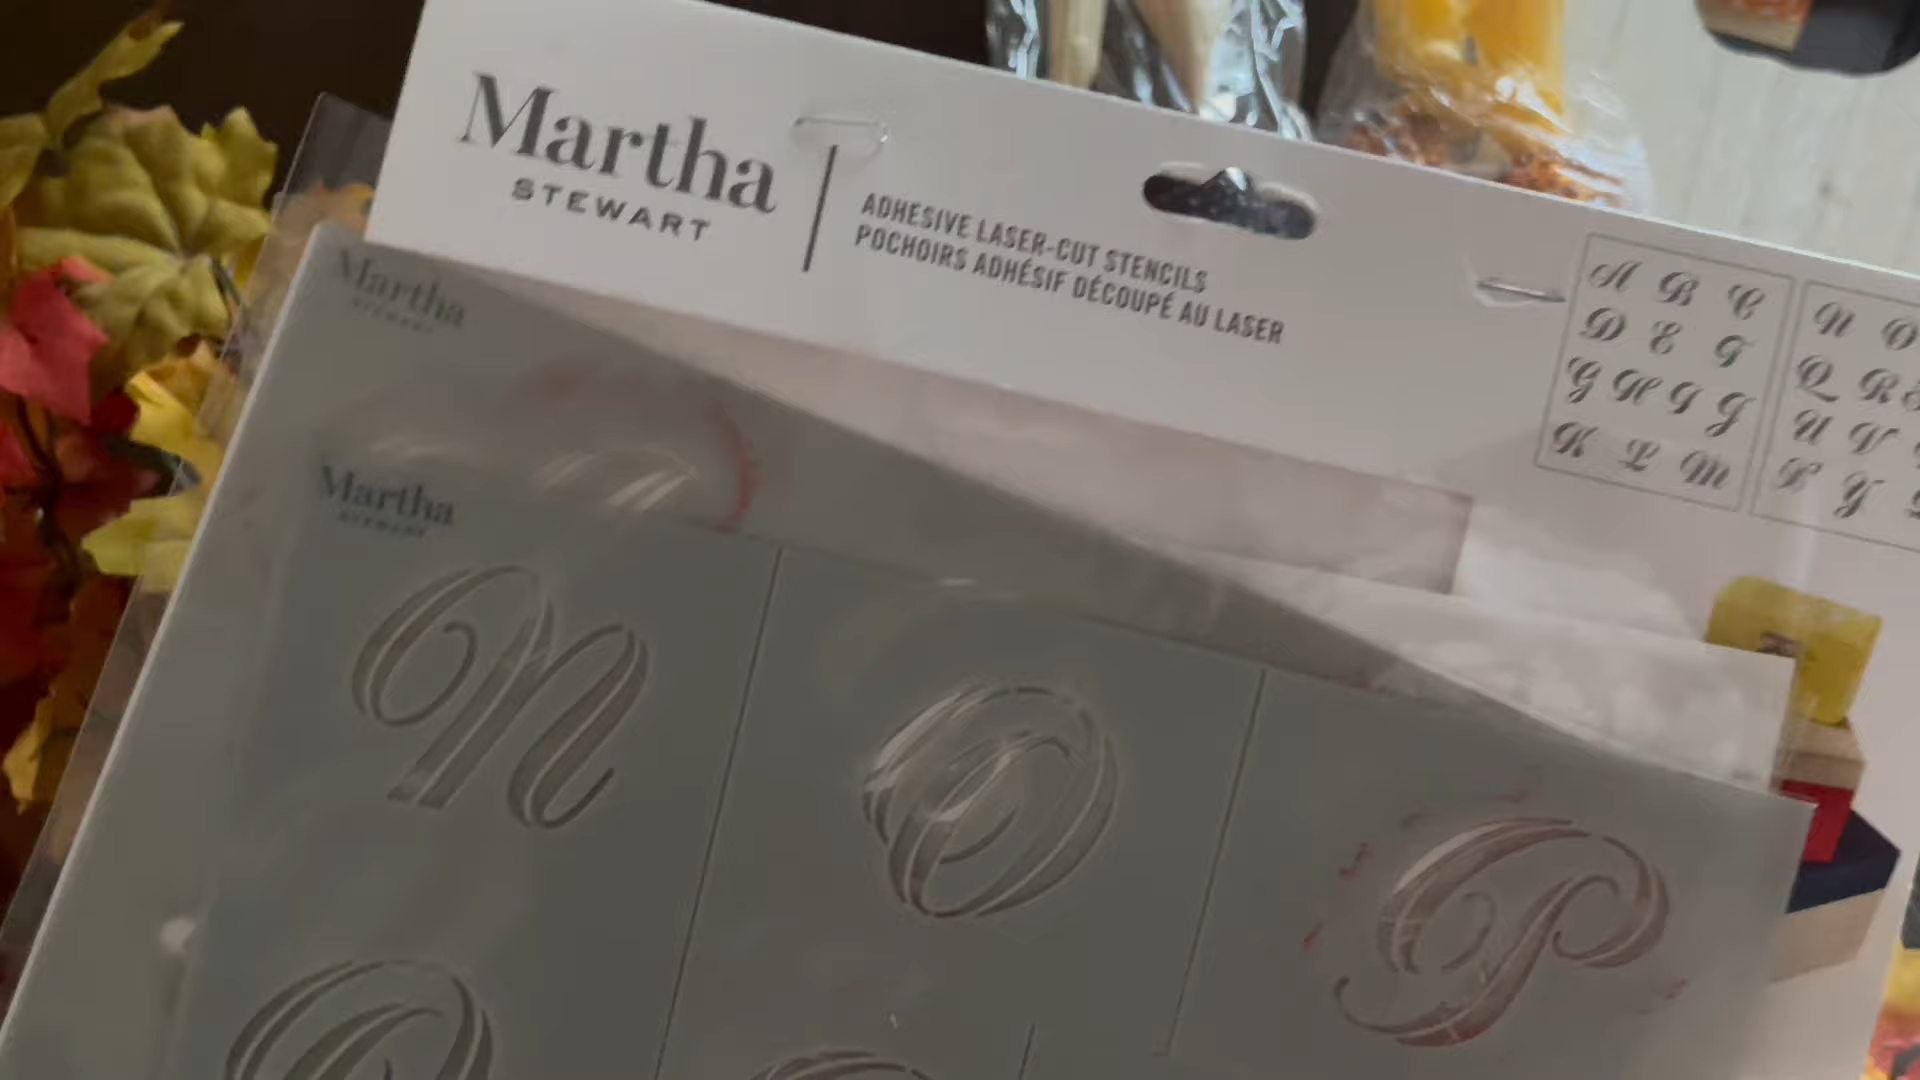 Martha
STEWART
ADHESIVE LASER-CUT STENCILS
POCHOIRS ADHÉSIF DÉCOUPÉ AU LASER
A B C
D E F
G H I J
K L M
N O
Q R S
U V
X Y Z
Martha
STEWART
Martha
STEWART
N O P
Q